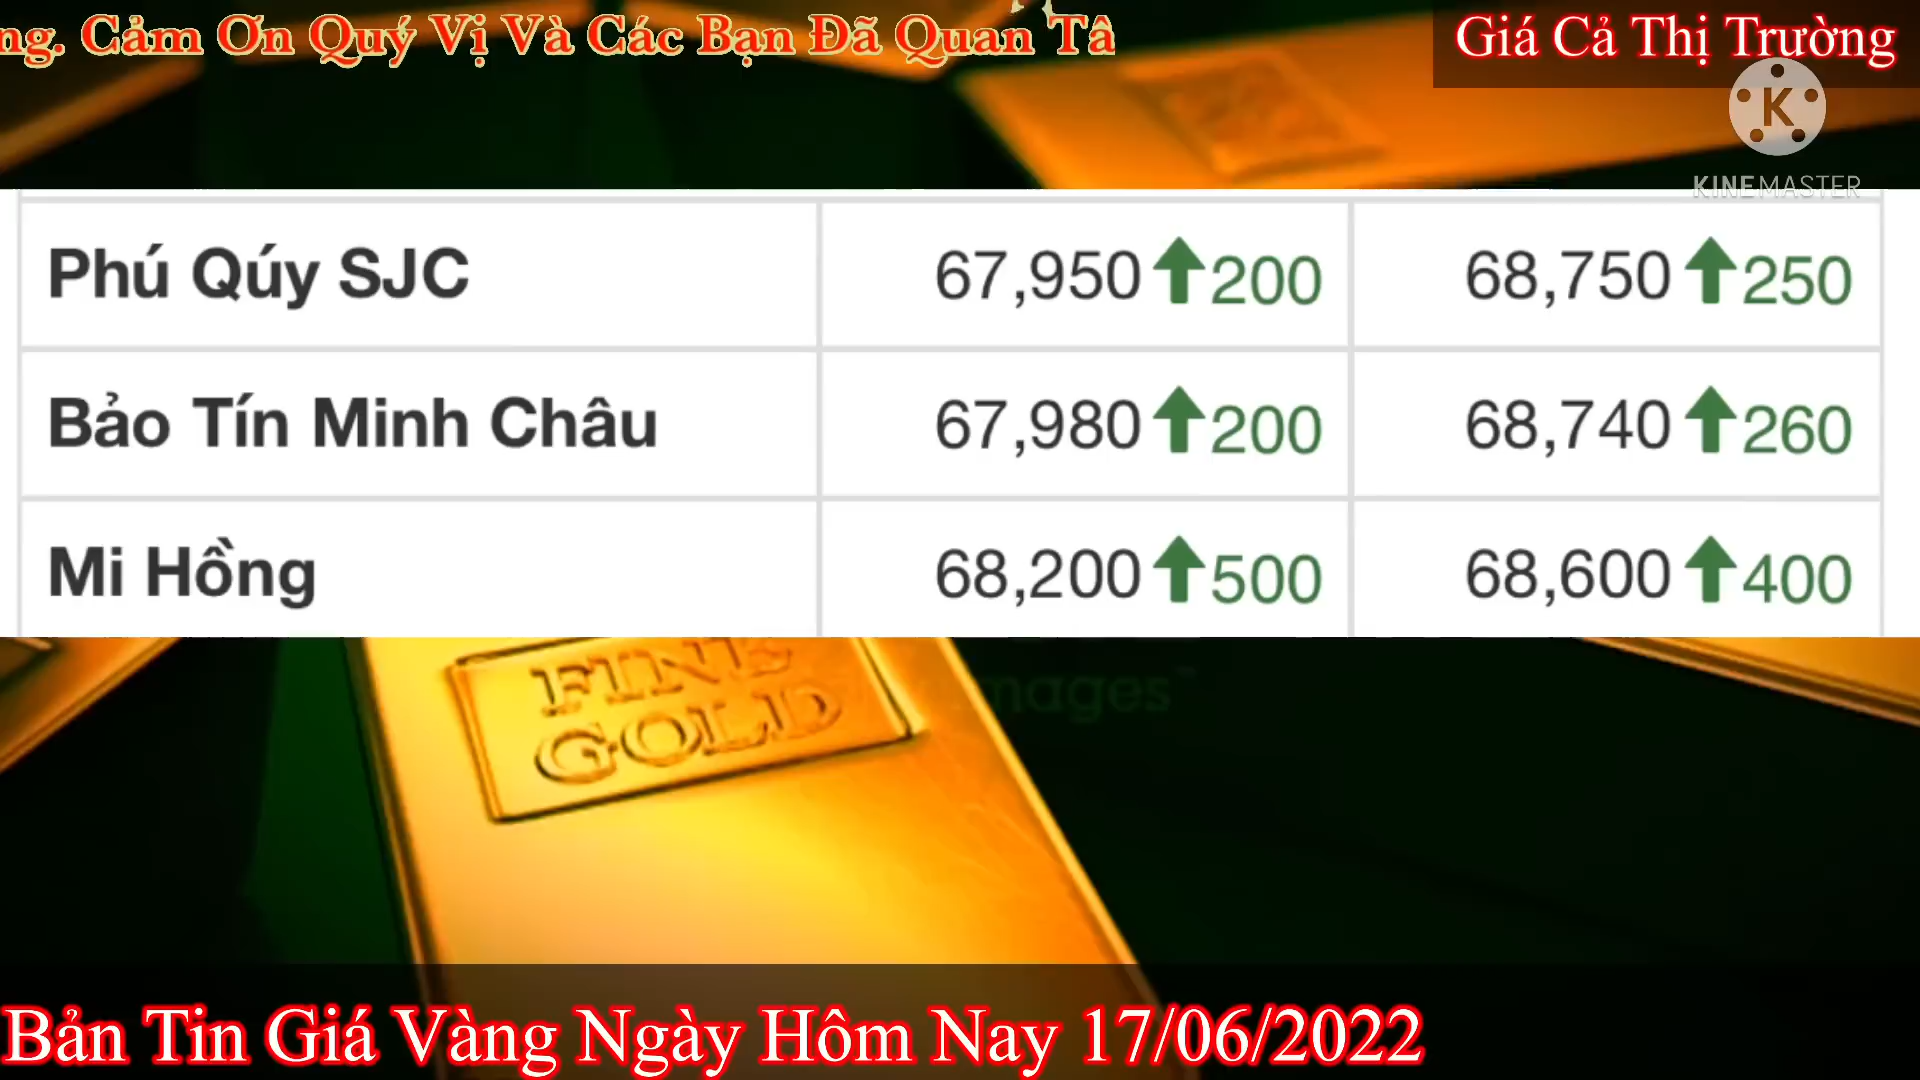 ng. Cảm Ơn Quý Vị Và Các Bạn Đã Quan Tâ
Giá Cả Thị Trường
K
KINEMASTER
Phú Qúy SJC 67,950 200 68,750 250
Bảo Tín Minh Châu 67,980 200 68,740 260
Mi Hồng 68,200 500 68,600 400
FINE
GOLD
Bản Tin Giá Vàng Ngày Hôm Nay 17/06/2022